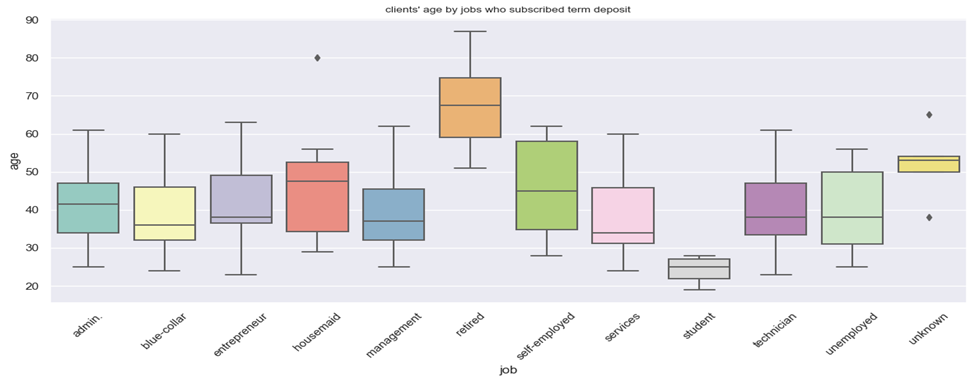 clients' age by jobs who subscribed term deposit
90
80
70
60
50
40
30
20
age
admin.
blue-collar
entrepreneur
housemaid
management
retired
self-employed
services
student
technician
unemployed
unknown
job